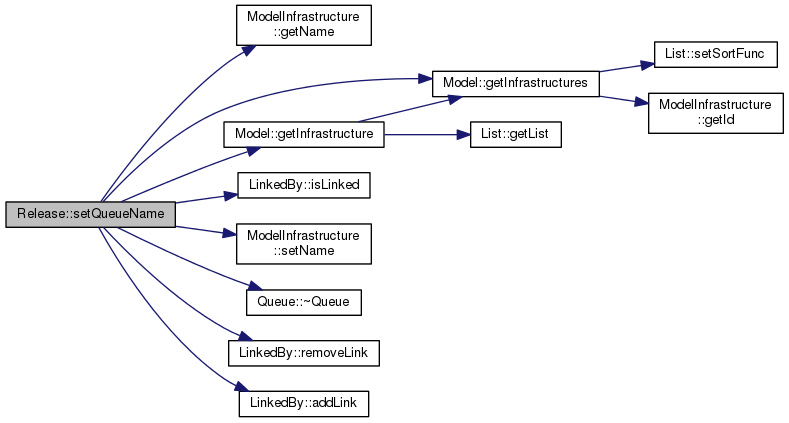 ModelInfrastructure
::getName
List::setSortFunc
Model::getInfrastructures
ModelInfrastructure
::getId
Model::getInfrastructure
List::getList
LinkedBy::isLinked
Release::setQueueName
ModelInfrastructure
::setName
Queue::~Queue
LinkedBy::removeLink
LinkedBy::addLink